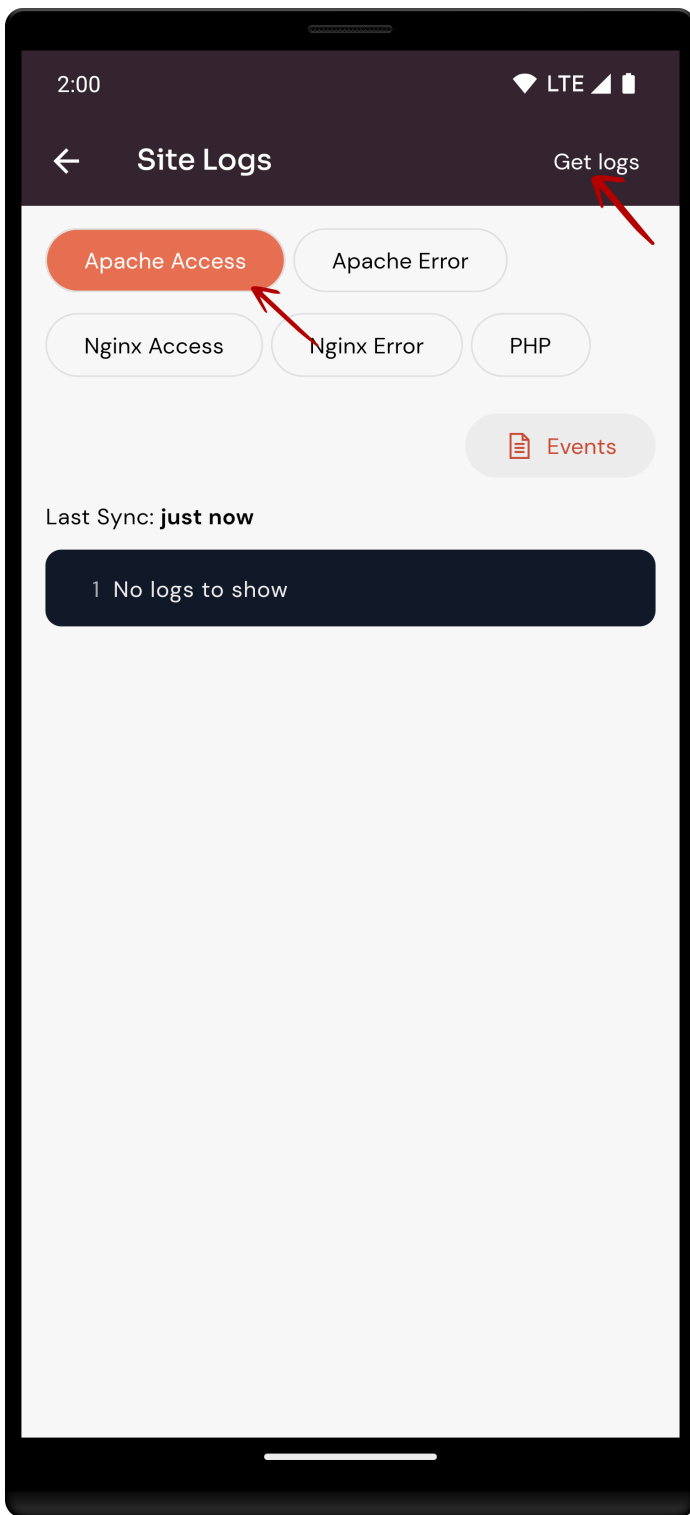 2:00 LTE
Site Logs Get logs
Apache Access Apache Error
Nginx Access Nginx Error PHP
Events
Last Sync: just now
1 No logs to show